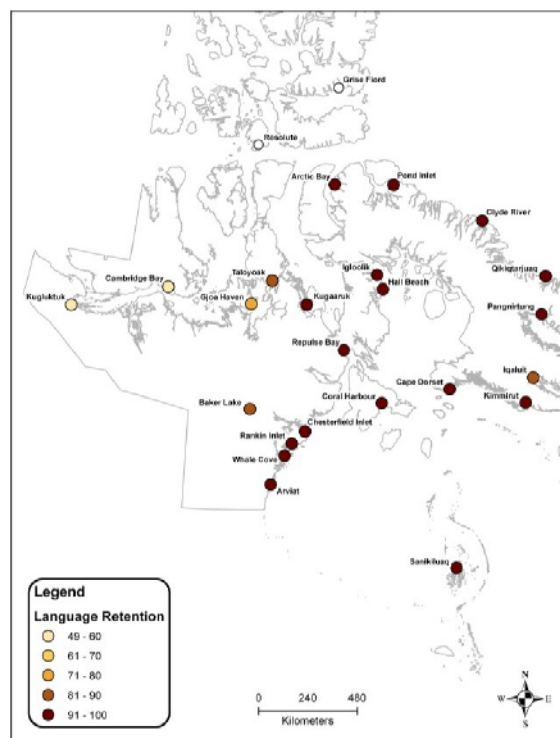 Grise Fiord
Resolute
Arctic Bay
Pond Inlet
Clyde River
Taloyoak
Igloolik
Hall Beach
Qikiqtarjuaq
Cambridge Bay
Kugluktuk
Gjoa Haven
Kugaaruk
Pangnirtung
Repulse Bay
Iqaluit
Cape Dorset
Kimmirut
Baker Lake
Coral Harbour
Chesterfield Inlet
Rankin Inlet
Whale Cove
Arviat
Sanikiluaq
Legend
Language Retention
49 - 60
61 - 70
71 - 80
81 - 90
91 - 100
0 240 480
Kilometers
N
W E
S